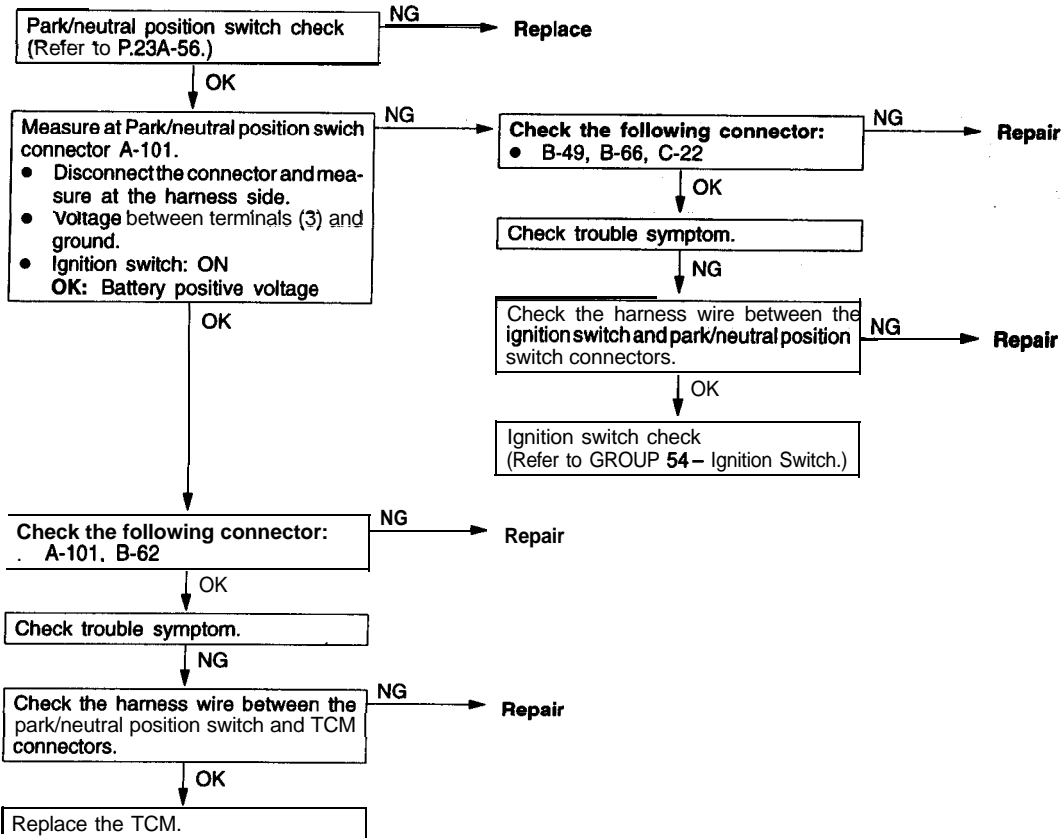 Park/neutral position switch check
(Refer to P.23A-56.)
NG
Replace
OK
Measure at Park/neutral position swich
connector A-101.
● Disconnect the connector and mea-
sure at the harness side.
● Voltage between terminals (3) and
ground.
● Ignition switch: ON
OK: Battery positive voltage
NG
Check the following connector:
● B-49, B-66, C-22
NG
Repair
OK
Check trouble symptom.
NG
Check the harness wire between the
ignition switch and park/neutral position
switch connectors.
NG
Repair
OK
Ignition switch check
(Refer to GROUP 54 – Ignition Switch.)
OK
Check the following connector:
. A-101, B-62
NG
Repair
OK
Check trouble symptom.
NG
Check the harness wire between the
park/neutral position switch and TCM
connectors.
NG
Repair
OK
Replace the TCM.